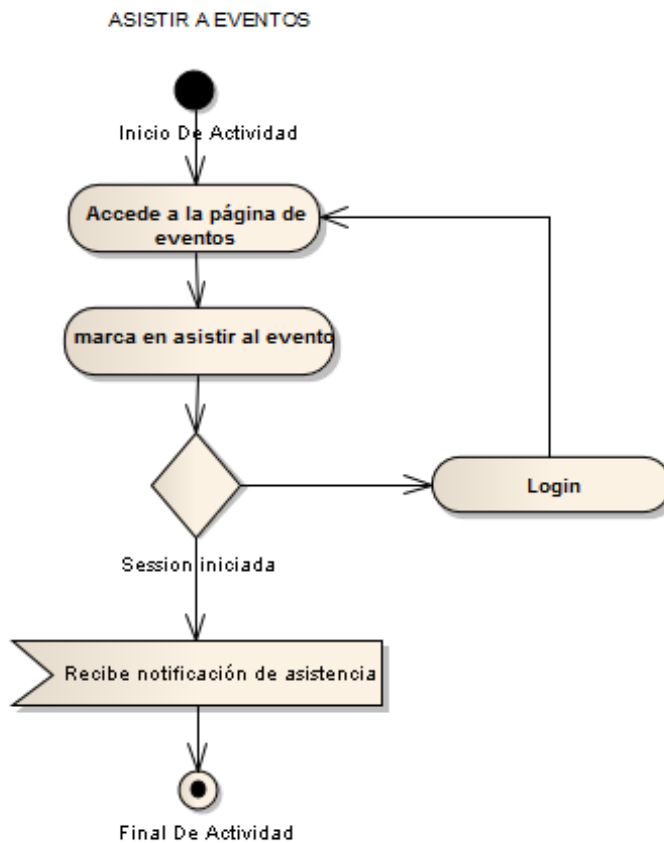 ASISTIR A EVENTOS
Inicio De Actividad
Accede a la página de
eventos
marca en asistir al evento
Login
Session iniciada
Recibe notificación de asistencia
Final De Actividad